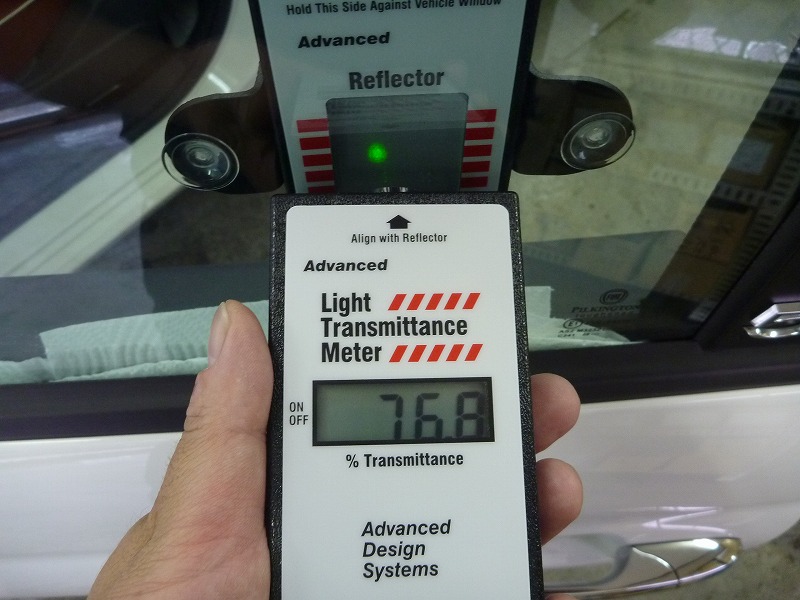 Hold This Side Against Vehicle Window
Advanced
Reflector
Align with Reflector
Advanced
Light
Transmittance
Meter
ON
OFF
76.8
% Transmittance
Advanced
Design
Systems
PILKINGTON